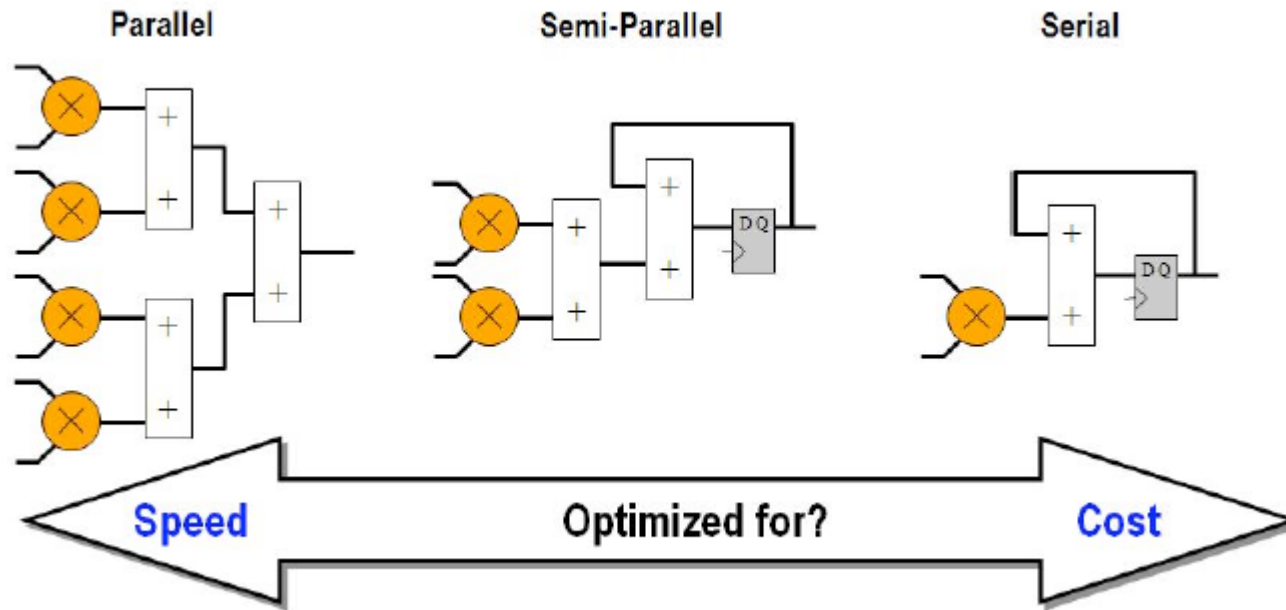 Parallel
Semi-Parallel
Serial
+
+
+
+
+
+
+
+
+
+
D Q
+
+
D Q
Speed
Optimized for?
Cost